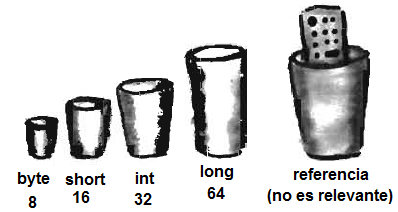 byte short int long referencia
8 16 32 64 (no es relevante)